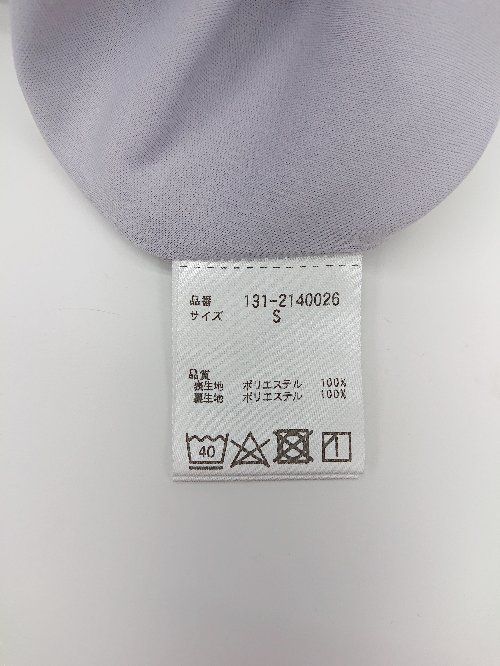 品番 131-2140026
サイズ S
品質
表生地 ポリエステル 100%
裏生地 ポリエステル 100%
40